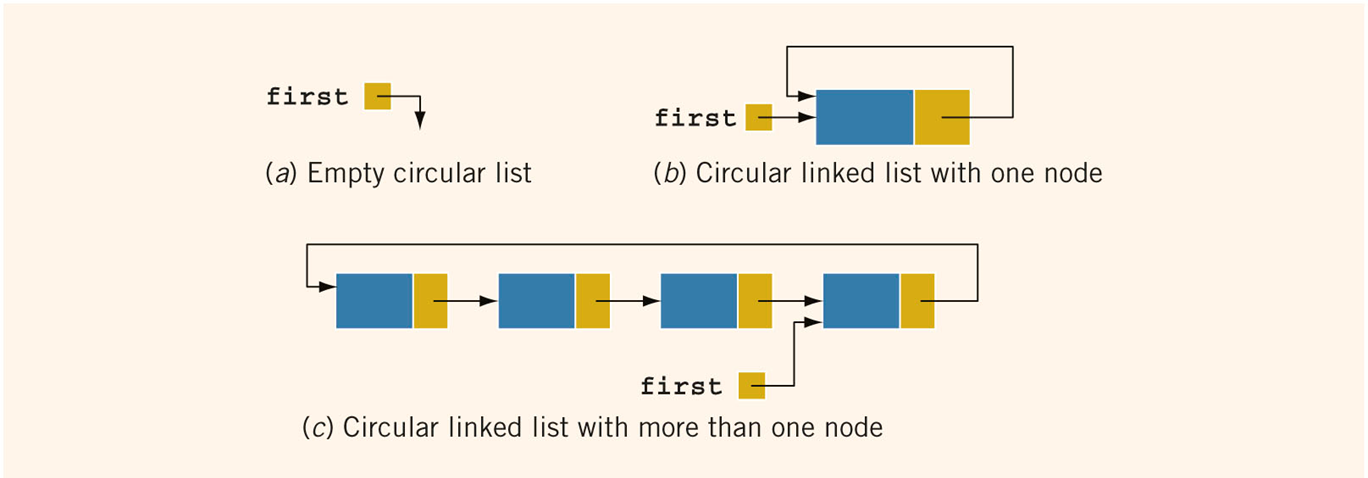 first
(a) Empty circular list
first
(b) Circular linked list with one node
first
(c) Circular linked list with more than one node